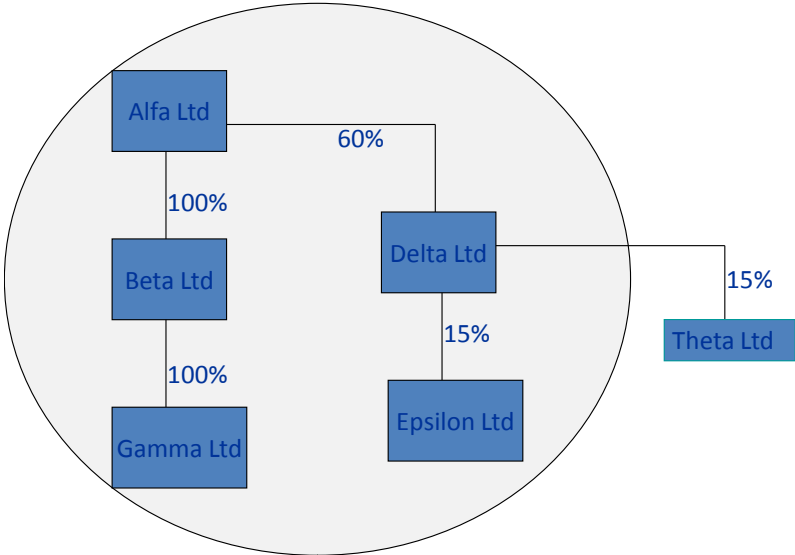 Alfa Ltd
60%
100%
Delta Ltd
Beta Ltd
15%
15%
Theta Ltd
100%
Epsilon Ltd
Gamma Ltd